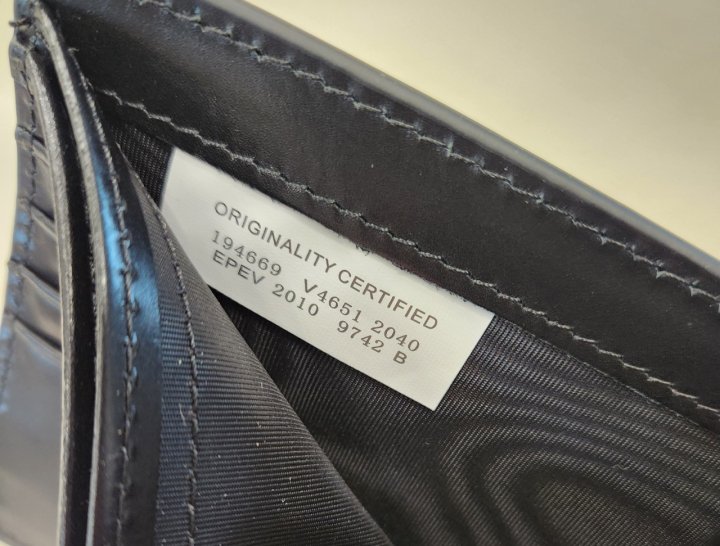 ORIGINALITY CERTIFIED
194669 V4651 2040
EPEV 2010 9742 B